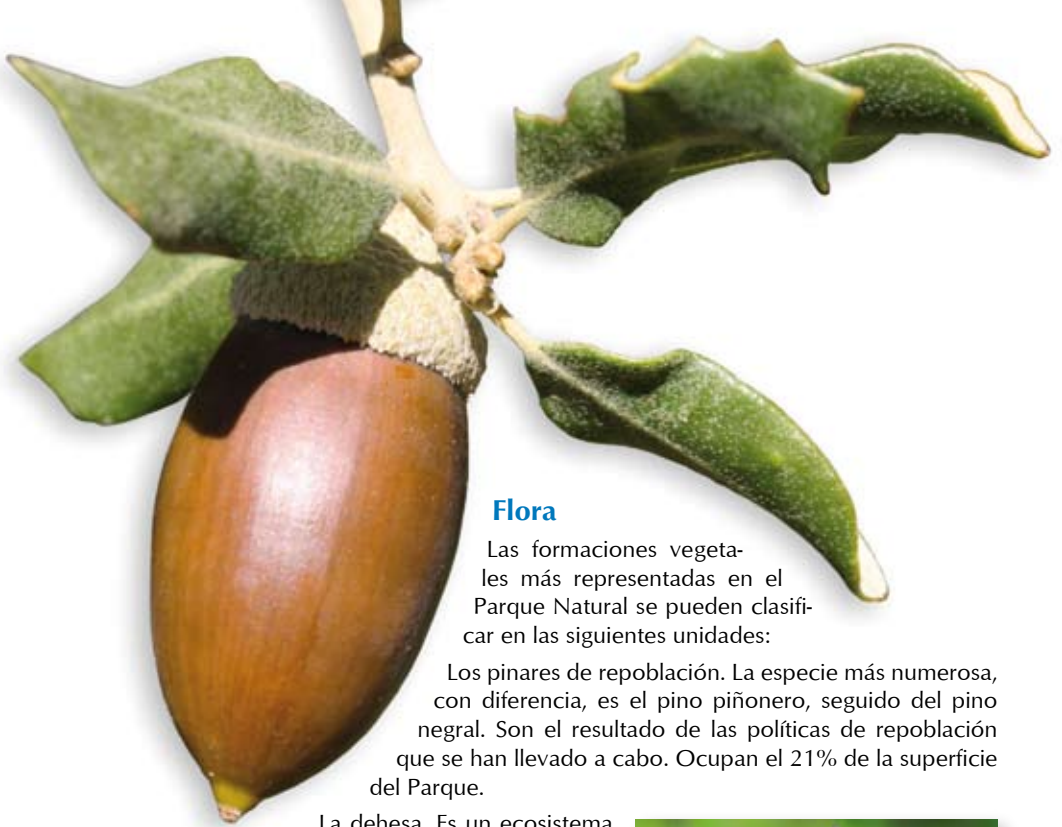 Flora
Las formaciones vegeta-
les más representadas en el
Parque Natural se pueden clasifi-
car en las siguientes unidades:
Los pinares de repoblación. La especie más numerosa,
con diferencia, es el pino piñonero, seguido del pino
negral. Son el resultado de las políticas de repoblación
que se han llevado a cabo. Ocupan el 21% de la superficie
del Parque.
La dehesa. Es un ecosistema